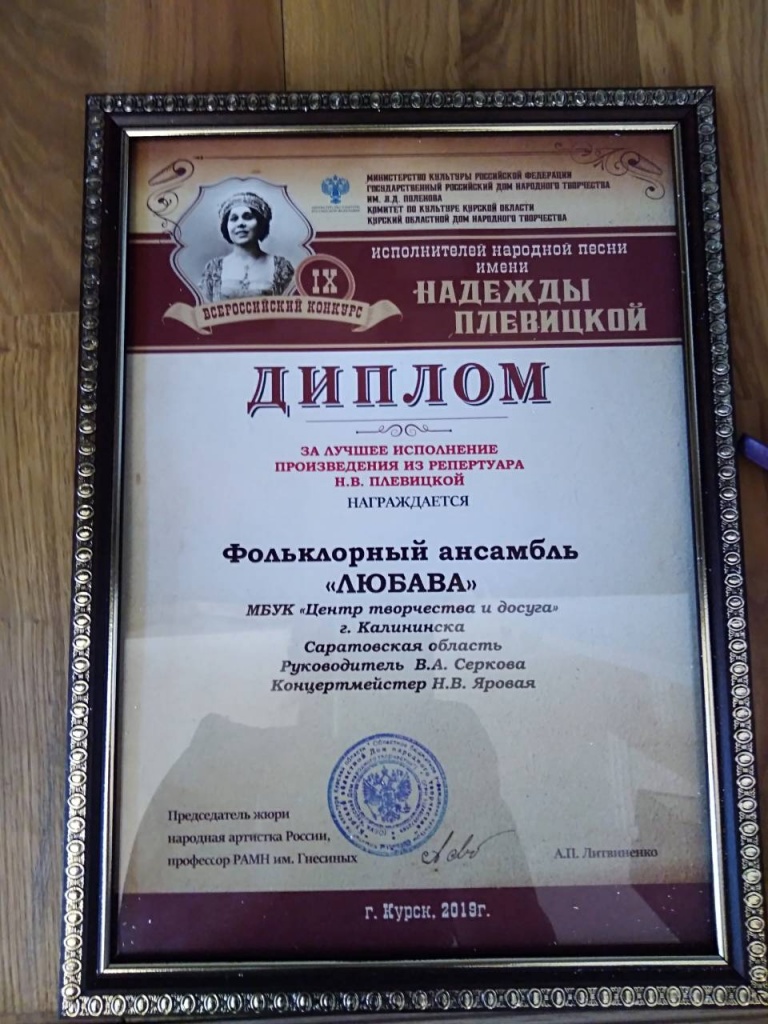 МИНИСТЕРСТВО КУЛЬТУРЫ РОССИЙСКОЙ ФЕДЕРАЦИИ
ГОСУДАРСТВЕННЫЙ РОССИЙСКИЙ ДОМ НАРОДНОГО ТВОРЧЕСТВА
ИМ. В.Д. ПОЛЕНОВА
КОМИТЕТ ПО КУЛЬТУРЕ КУРСКОЙ ОБЛАСТИ
КУРСКИЙ ОБЛАСТНОЙ ДОМ НАРОДНОГО ТВОРЧЕСТВА
IX
ВСЕРОССИЙСКИЙ КОНКУРС
ИСПОЛНИТЕЛЕЙ НАРОДНОЙ ПЕСНИ
ИМЕНИ
НАДЕЖДЫ
ПЛЕВИЦКОЙ
ДИПЛОМ
ЗА ЛУЧШЕЕ ИСПОЛНЕНИЕ
ПРОИЗВЕДЕНИЯ ИЗ РЕПЕРТУАРА
Н.В. ПЛЕВИЦКОЙ
НАГРАЖДАЕТСЯ
Фольклорный ансамбль
«ЛЮБАВА»
МБУК «Центр творчества и досуга»
г. Калининска
Саратовская область
Руководитель В.А. Серкова
Концертмейстер Н.В. Яровая
Председатель жюри
народная артистка России,
профессор РАМН им. Гнесиных
А.П. Литвиненко
г. Курск, 2019г.